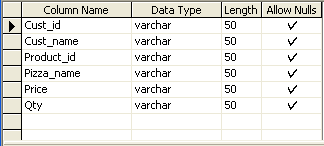 Column Name Data Type Length Allow Nulls
Cust_id varchar 50
Cust_name varchar 50
Product_id varchar 50
Pizza_name varchar 50
Price varchar 50
Qty varchar 50